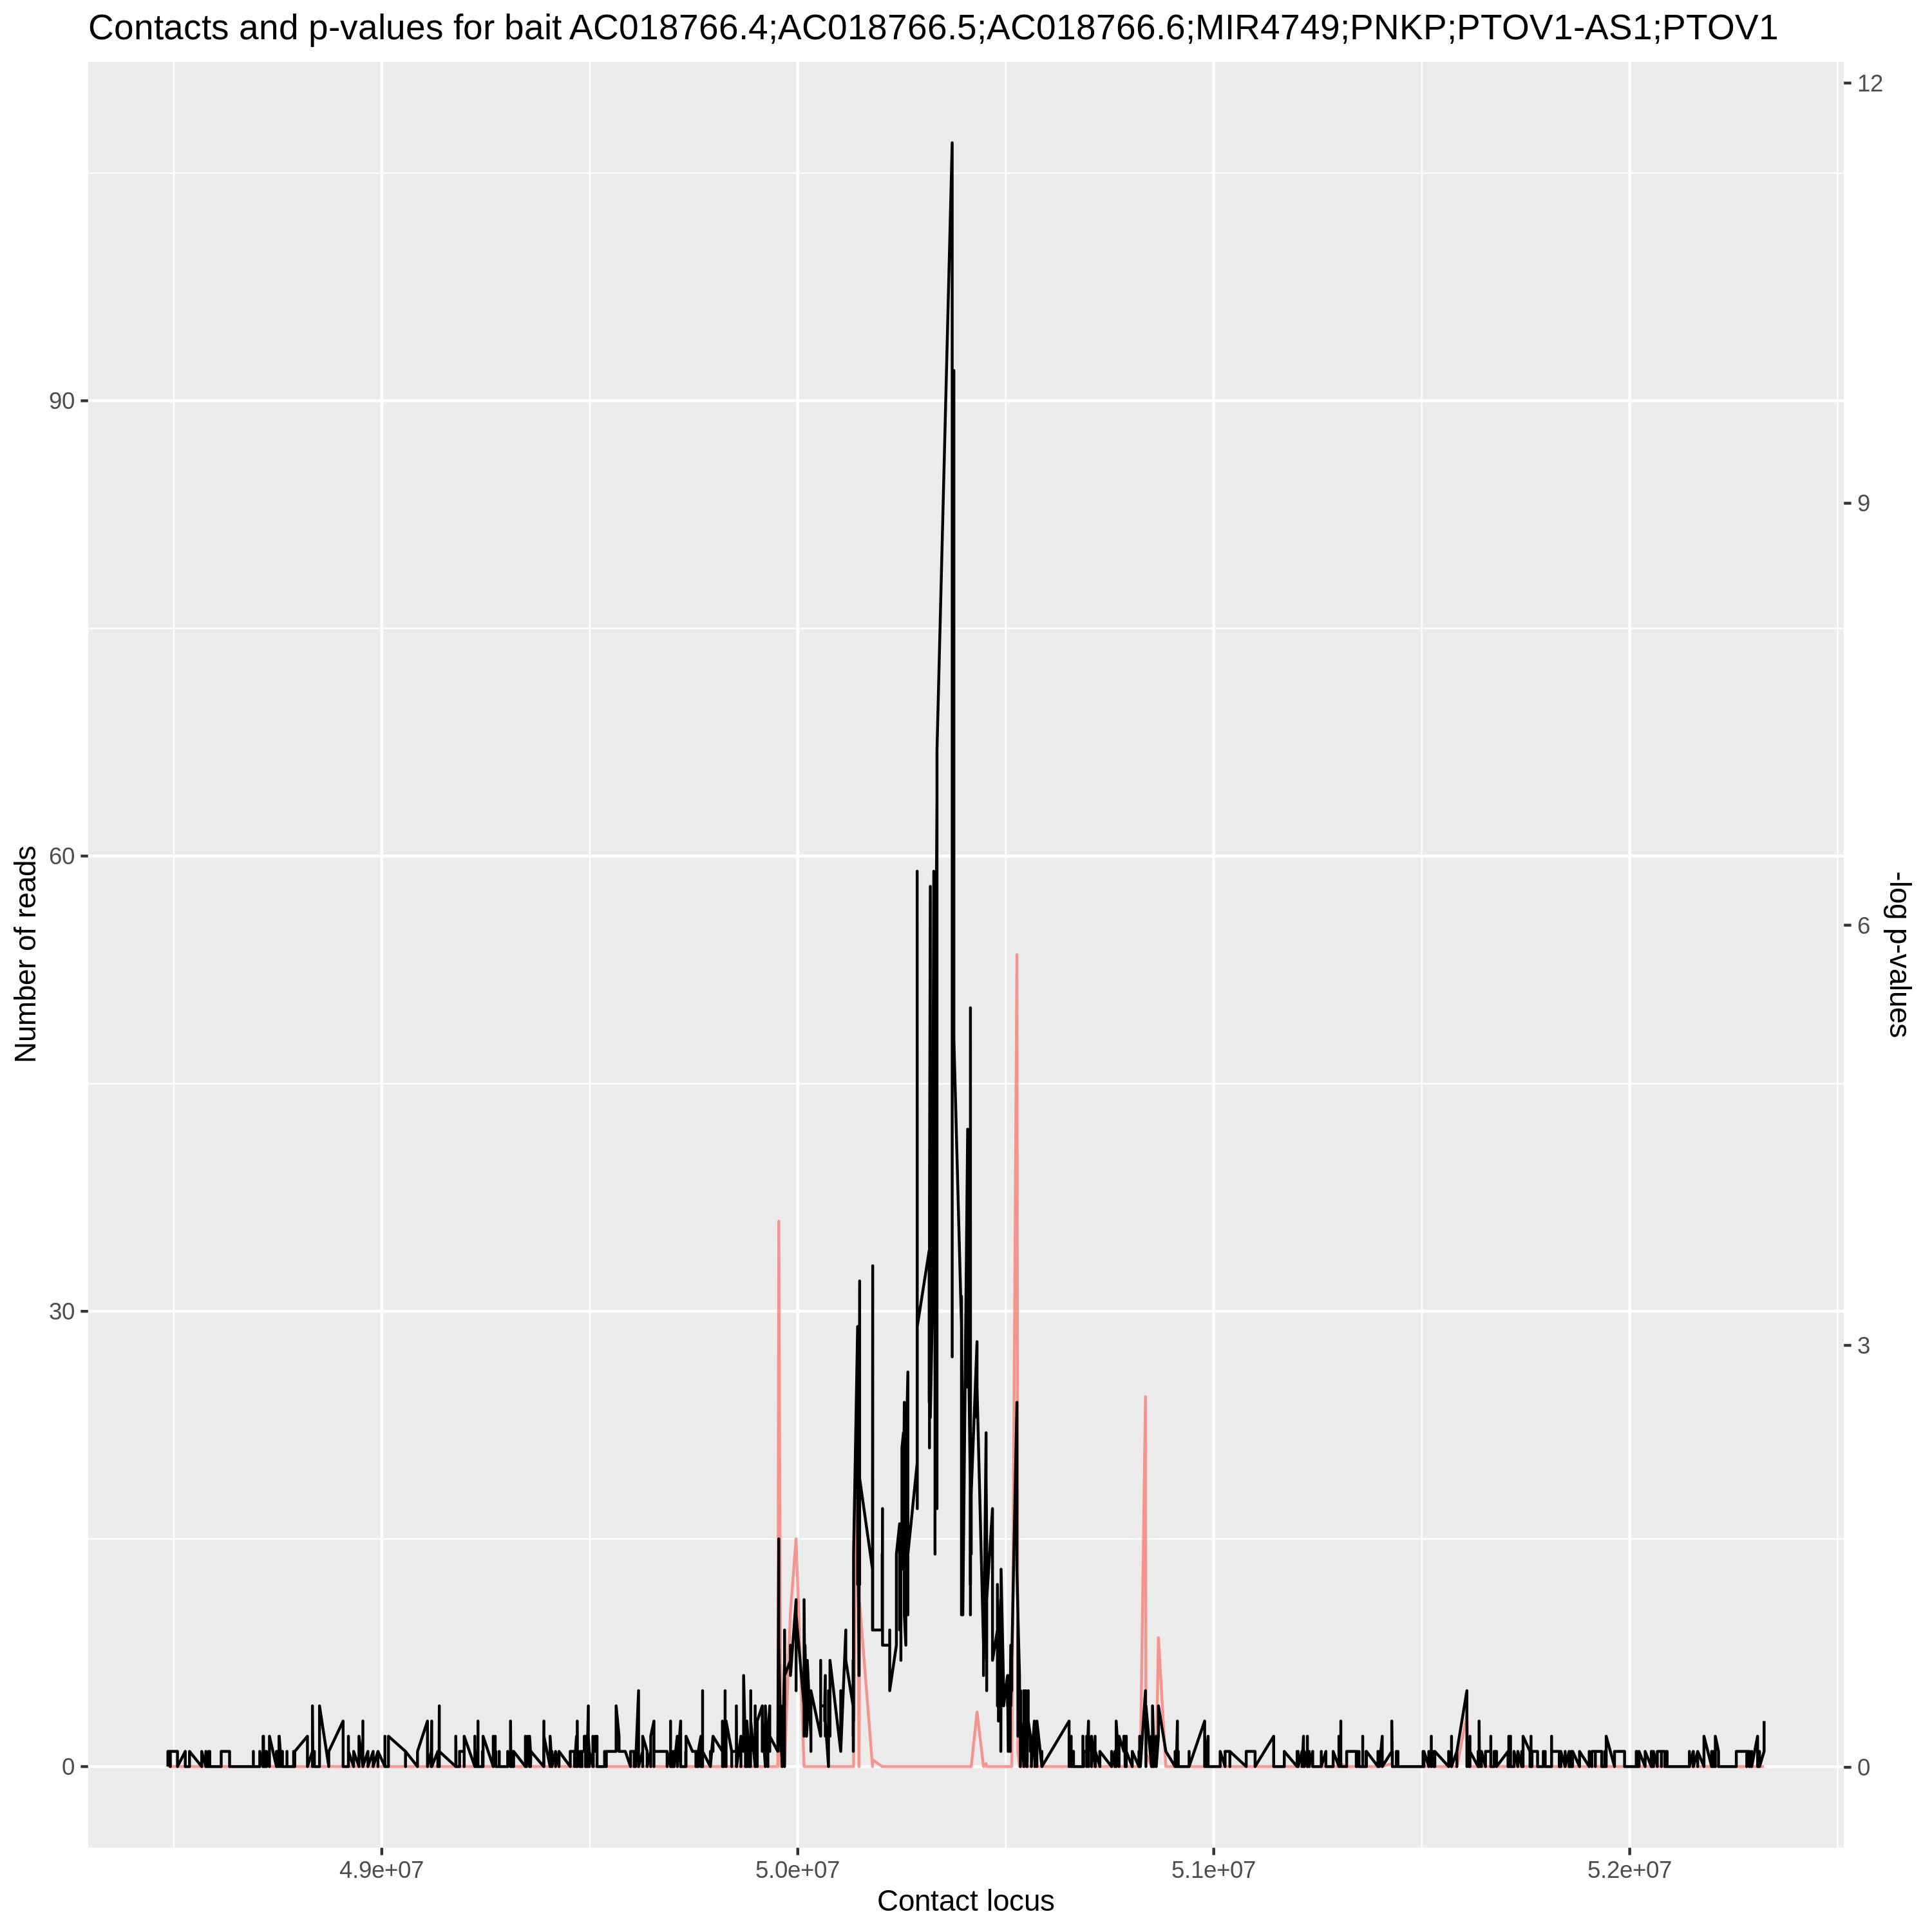 Contacts and p-values for bait AC018766.4;AC018766.5;AC018766.6;MIR4749;PNKP;PTOV1-AS1;PTOV1
12
90
9
60
6
30
3
0
0
Number of reads
-log p-values
4.9e+07
5.0e+07
5.1e+07
5.2e+07
Contact locus